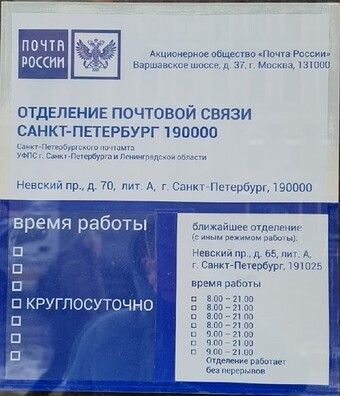 ПОЧТА
РОССИИ
Акционерное общество «Почта России»
Варшавское шоссе, д. 37, г. Москва, 131000
ОТДЕЛЕНИЕ ПОЧТОВОЙ СВЯЗИ
САНКТ-ПЕТЕРБУРГ 190000
Санкт-Петербургского почтамта
УФПС г. Санкт-Петербурга и Ленинградской области
Невский пр., д. 70, лит. А, г. Санкт-Петербург, 190000
время работы
КРУГЛОСУТОЧНО
ближайшее отделение
(с иным режимом работы):
Невский пр., д. 65, лит. А,
г. Санкт-Петербург, 191025
время работы
8.00 – 21.00
8.00 – 21.00
8.00 – 21.00
8.00 – 21.00
8.00 – 21.00
9.00 – 21.00
9.00 – 21.00
Отделение работает
без перерывов